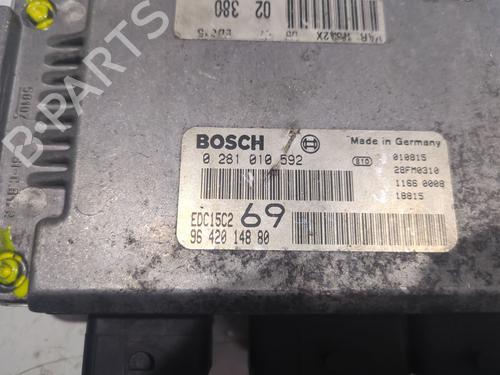 02 380
BOSCH
Made in Germany
0 281 010 592
010815
28FM0310
1166 0008
18815
EDC15C2
69
96 420 148 80
B-PARTS